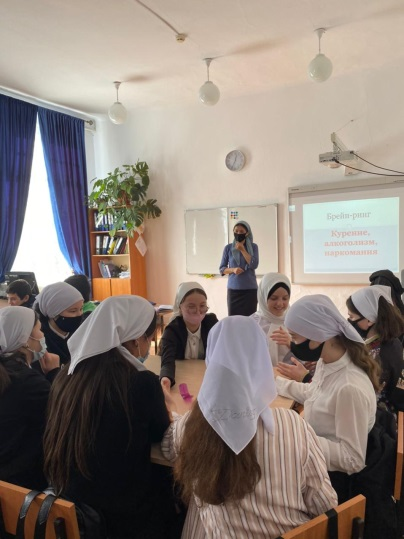 Брейн-ринг
Курение,
алкоголизм,
наркомания